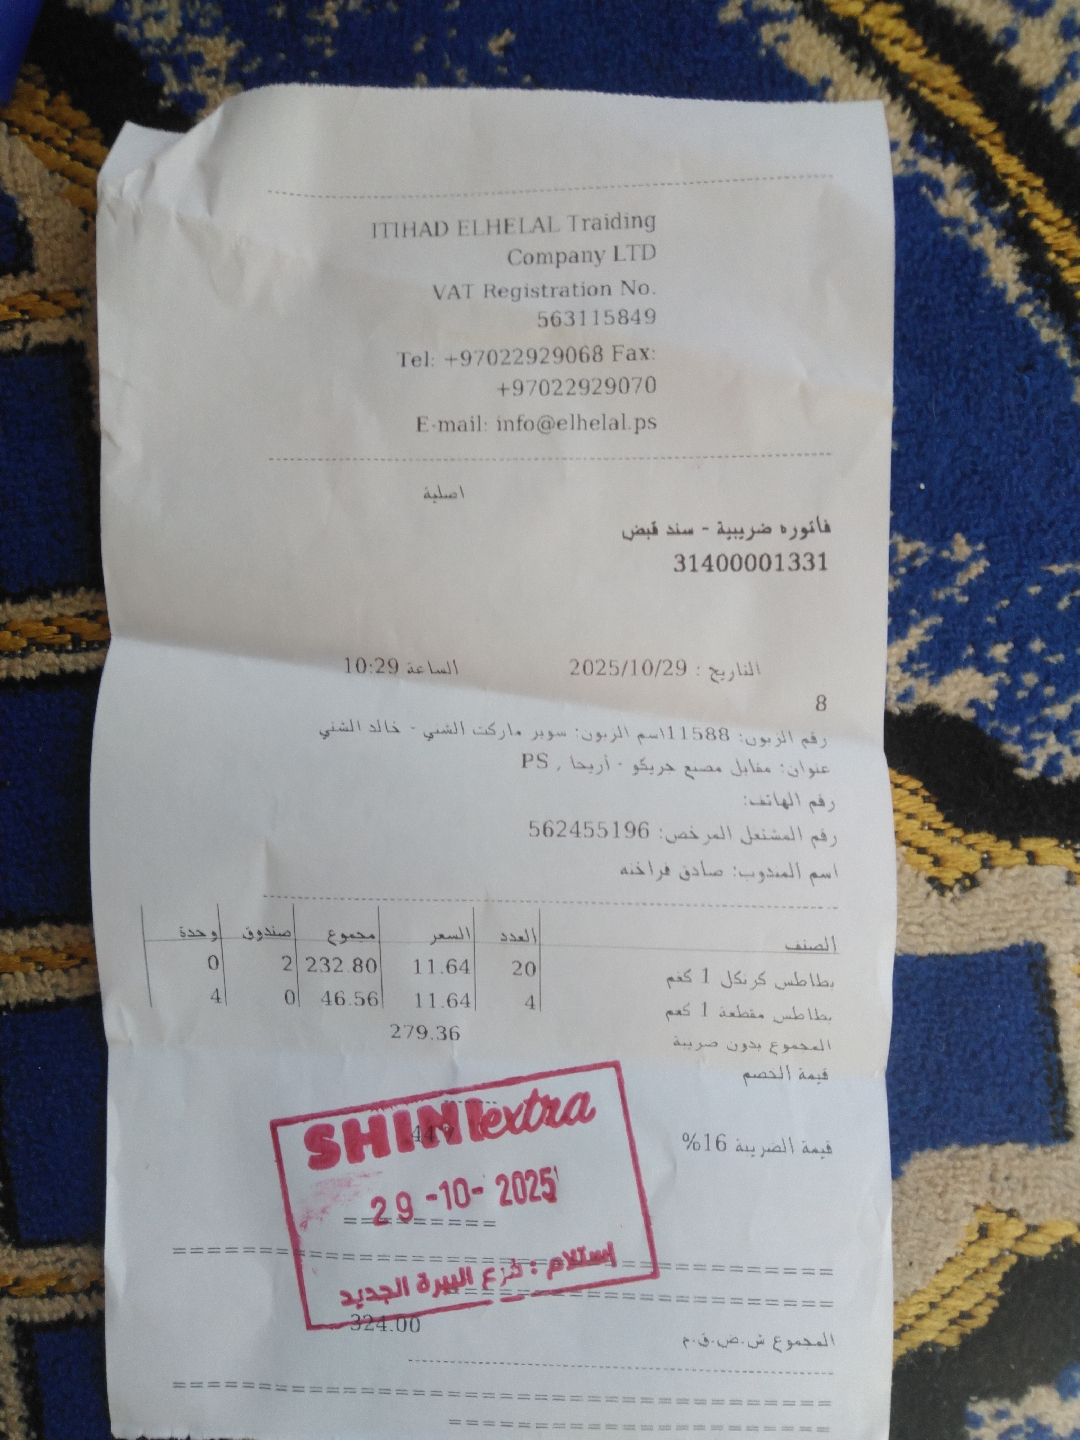 ITIHAD ELHELAL Traiding
Company LTD
VAT Registration No.
563115849
Tel: +97022929068 Fax:
+97022929070
E-mail: info@elhelal.ps
اصلية
فاتوره ضريبية - سند قبض
31400001331
التاريخ : 2025/10/29 الساعة 10:29
8
رقم الزبون: 11588اسم الزبون: سوبر ماركت الشني - خالد الشني
عنوان: مقابل مصنع جريكو - أريحا , PS
رقم الهاتف:
رقم المشتغل المرخص: 562455196
اسم المندوب: صادق فراخنه
الصنف العدد السعر مجموع صندوق وحدة
بطاطس كرنكل 1 كغم 20 11.64 232.80 2 0
بطاطس مقطعة 1 كغم 4 11.64 46.56 0 4
المجموع بدون ضريبة 279.36
قيمة الخصم
SHINI extra
قيمة الضريبة 16%
29-10-2025
إستلام : فرع البيرة الجديد
المجموع ش.ض.ق.م 324.00